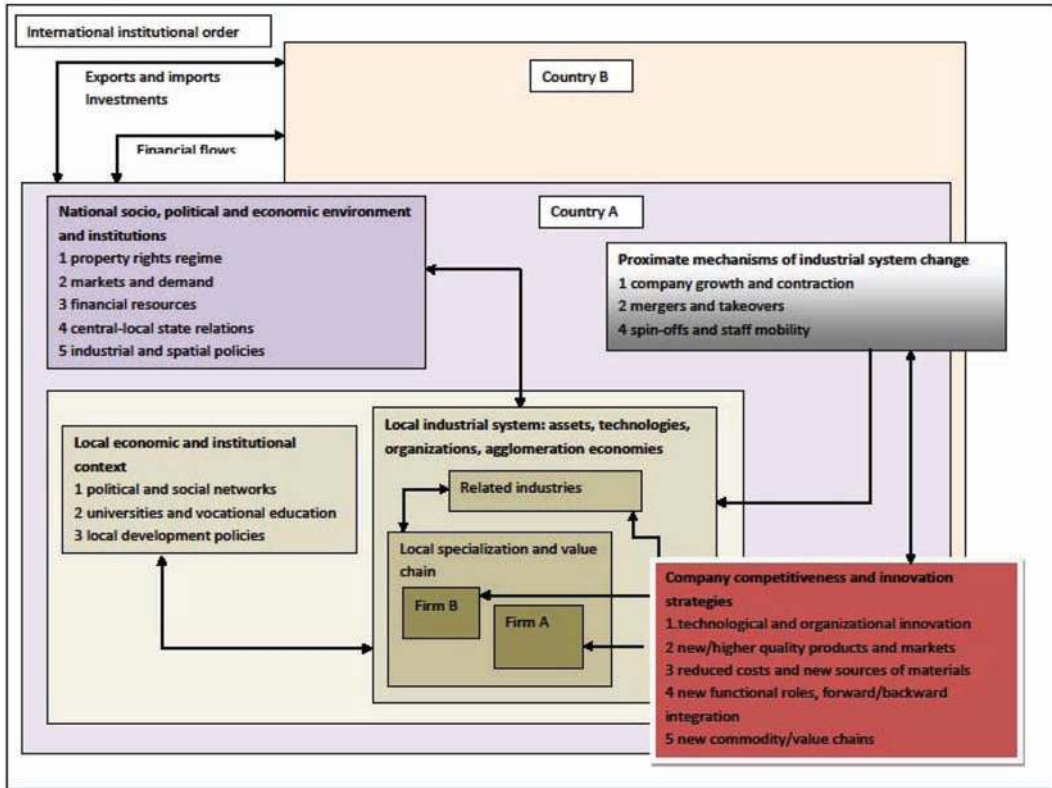 International institutional order
Exports and imports
Investments
Financial flows
Country B
Country A
National socio, political and economic environment
and institutions
1 property rights regime
2 markets and demand
3 financial resources
4 central-local state relations
5 industrial and spatial policies
Proximate mechanisms of industrial system change
1 company growth and contraction
2 mergers and takeovers
4 spin-offs and staff mobility
Local economic and institutional
context
1 political and social networks
2 universities and vocational education
3 local development policies
Local industrial system: assets, technologies,
organizations, agglomeration economies
Related industries
Local specialization and value
chain
Firm B
Firm A
Company competitiveness and innovation
strategies
1.technological and organizational innovation
2 new/higher quality products and markets
3 reduced costs and new sources of materials
4 new functional roles, forward/backward
integration
5 new commodity/value chains